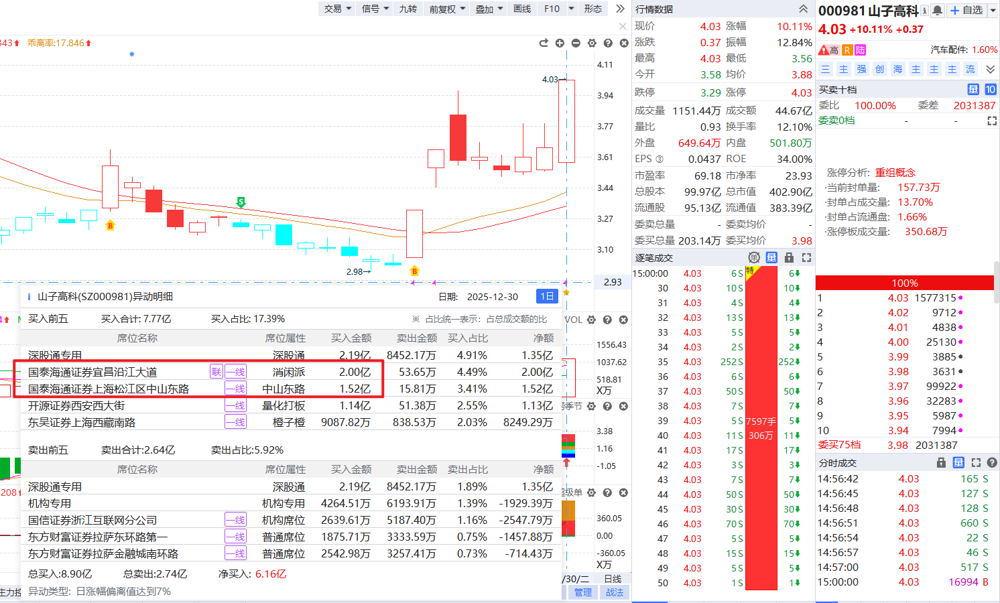 交易 信号 九转 前复权 叠加 画线 F10 形态
343 乖离率:17.846
4.11
3.94
3.77
3.61
3.44
3.27
3.10
2.93
4.03
2.98
B
S
B
山子高科(SZ000981)异动明细 日期: 2025-12-30 1日
买入前五 买入合计: 7.77亿 买入占比: 17.39% ※ 占比统一表示: 占总成交额的比
席位名称 席位属性 买入金额 卖出金额 买入占比 净额
深股通专用 深股通 2.19亿 8452.17万 4.91% 1.35亿
国泰海通证券宜昌沿江大道 联 一线 消闲派 2.00亿 53.65万 4.49% 2.00亿
国泰海通证券上海松江区中山东路 一线 中山东路 1.52亿 15.81万 3.41% 1.52亿
开源证券西安西大街 一线 量化打板 1.14亿 51.38万 2.55% 1.13亿
东吴证券上海西藏南路 一线 橙子橙 9087.82万 838.53万 2.03% 8249.29万
卖出前五 卖出合计:2.64亿 卖出占比:5.92%
席位名称 席位属性 买入金额 卖出金额 卖出占比 净额
深股通专用 深股通 2.19亿 8452.17万 1.89% 1.35亿
机构专用 机构专用 4264.51万 6193.91万 1.39% -1929.39万
国信证券浙江互联网分公司 一线 机构席位 2639.61万 5187.40万 1.16% -2547.79万
东方财富证券拉萨东环路第一 一线 普通席位 1875.71万 3333.59万 0.75% -1457.88万
东方财富证券拉萨金融城南环路 一线 普通席位 2542.98万 3257.41万 0.73% -714.43万
总买入:8.90亿 总卖出:2.74亿 净买入: 6.16亿
异动类型: 日涨幅偏离值达到7%
VOL
1556.43
1037.62
518.81
X万
季节
3.38
1.16
-1.05
208
级单
360.05
0.00
-360.05
X万
/30/二 日线
主力控
管理 战法
行情数据
现价 4.03 涨幅 10.11%
涨跌 0.37 振幅 12.84%
最高 4.03 最低 3.56
今开 3.58 均价 3.88
跌停 3.29 涨停 4.03
成交量 1151.44万 成交额 44.67亿
量比 0.93 换手率 12.10%
外盘 649.64万 内盘 501.80万
EPS ③ 0.0437 ROE 34.00%
市盈率 69.18 市净率 23.93
总股本 99.97亿 总市值 402.90亿
流通股 95.13亿 流通值 383.39亿
委卖总量 - 委卖均价 -
委买总量 203.14万 委买均价 3.98
逐笔成交 单 量
15:00:00 4.03 6 S 特 6
30 4.03 10 S 10
31 4.03 4 S 4
32 4.03 13 S 13
33 4.03 5 S 5
34 4.03 2 S 2
35 4.03 252 S 252
36 4.03 6 S 6
37 4.03 50 S 50
38 4.03 7 S 7
39 4.03 5 S 7597手 5
40 4.03 11 S 306万 11
41 4.03 17 S 17
42 4.03 3 S 3
43 4.03 7 S 7
44 4.03 50 S 50
45 4.03 30 S 30
46 4.03 70 S 70
47 4.03 5 S 5
48 4.03 15 S 15
49 4.03 5 S 5
50 4.03 1 S 1
000981 山子高科 自选
4.03 +10.11% +0.37
高 R 陆 汽车配件: 1.60%
三 主 强 创 海 主 主 主 流
买卖十档 量 10
委比 100.00% 委差 2031387
委卖0档 - -
涨停分析: 重组概念
·当前封单量: 157.73万
·封单占成交量: 13.70%
·封单占流通盘: 1.66%
·涨停板成交量: 350.68万
100%
1 4.03 1577315
2 4.02 9712
3 4.01 4838
4 4.00 25130
5 3.99 3885
6 3.98 3631
7 3.97 99922
8 3.96 32283
9 3.95 5987
10 3.94 7994
委买75档 3.98 2031387
分时成交 量
14:56:42 4.03 165 S
14:56:45 4.03 127 S
14:56:48 4.03 128 S
14:56:51 4.03 660 S
14:56:54 4.03 22 S
14:56:57 4.03 46 S
14:57:00 4.03 517 S
15:00:00 4.03 16994 B